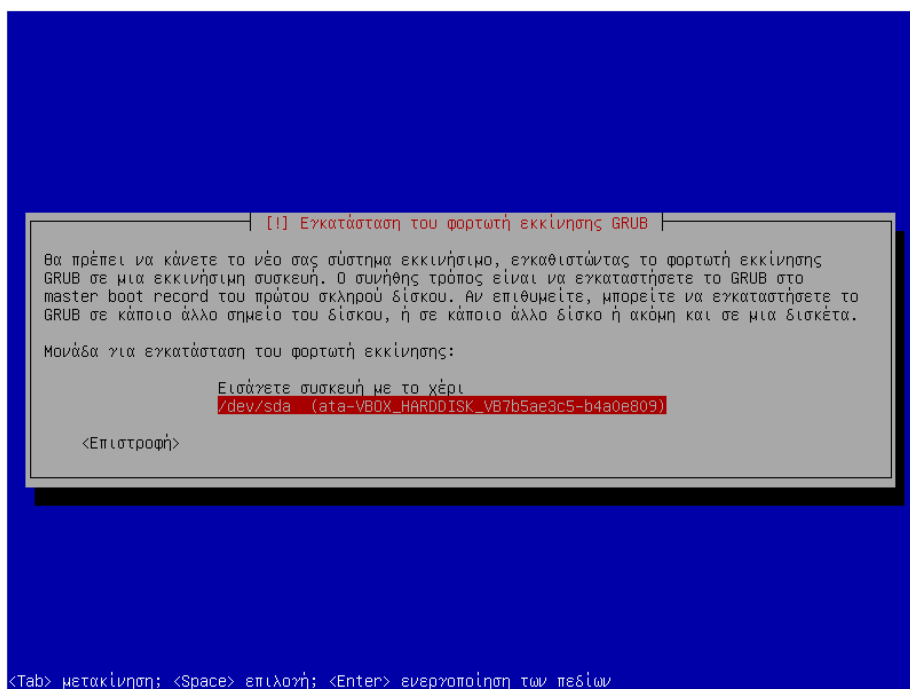 [!] Εγκατάσταση του φορτωτή εκκίνησης GRUB
Θα πρέπει να κάνετε το νέο σας σύστημα εκκινήσιμο, εγκαθιστώντας το φορτωτή εκκίνησης
GRUB σε μια εκκινήσιμη συσκευή. Ο συνήθης τρόπος είναι να εγκαταστήσετε το GRUB στο
master boot record του πρώτου σκληρού δίσκου. Αν επιθυμείτε, μπορείτε να εγκαταστήσετε το
GRUB σε κάποιο άλλο σημείο του δίσκου, ή σε κάποιο άλλο δίσκο ή ακόμη και σε μια δισκέτα.
Μονάδα για εγκατάσταση του φορτωτή εκκίνησης:
Εισάγετε συσκευή με το χέρι
/dev/sda (ata-VBOX_HARDDISK_VB7b5ae3c5-b4a0e809)
<Επιστροφή>
<Tab> μετακίνηση; <Space> επιλογή; <Enter> ενεργοποίηση των πεδίων